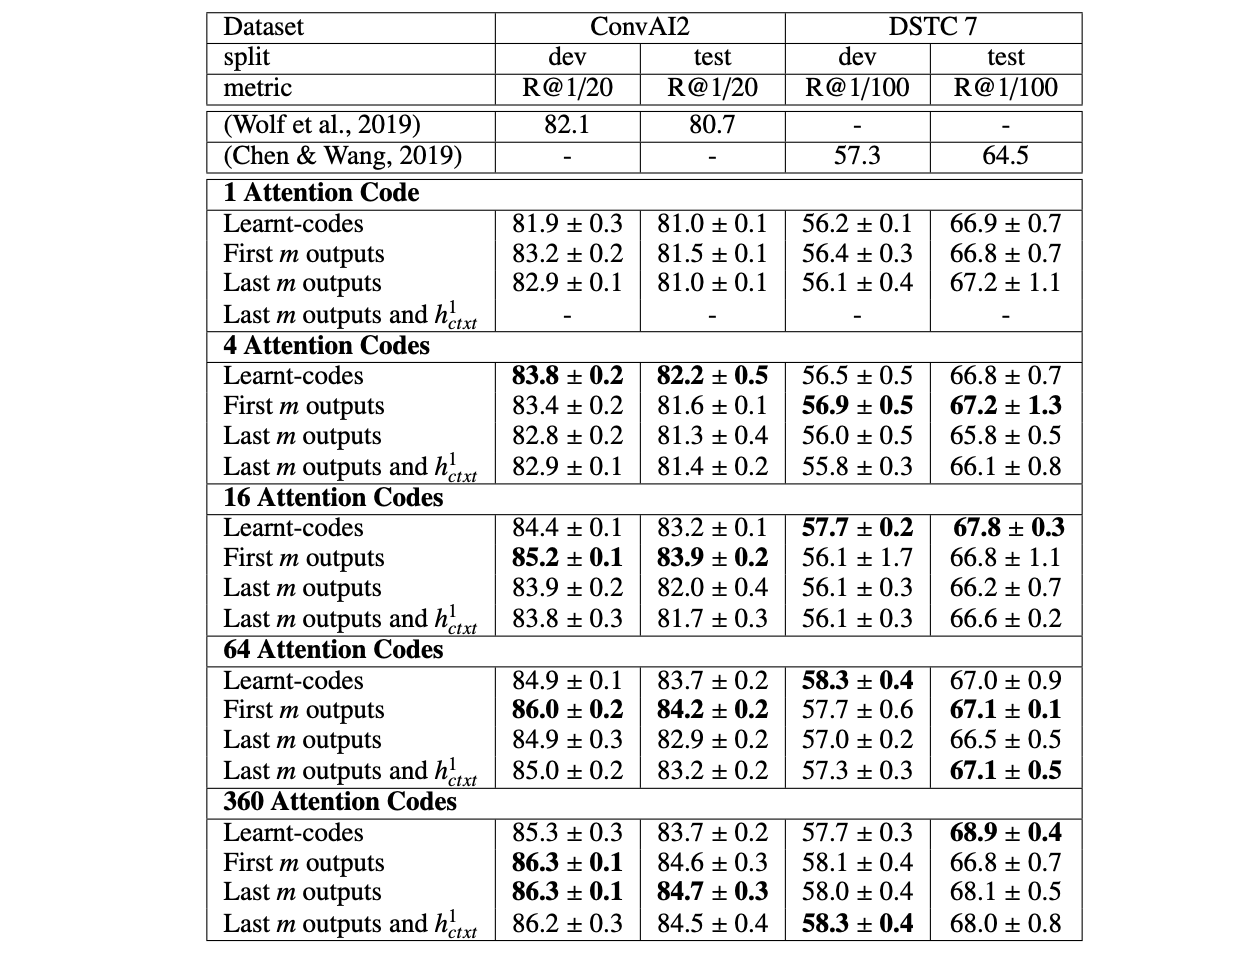 Dataset ConvAI2 DSTC 7
split dev test dev test
metric R@1/20 R@1/20 R@1/100 R@1/100
(Wolf et al., 2019) 82.1 80.7 - -
(Chen & Wang, 2019) - - 57.3 64.5
1 Attention Code
Learnt-codes 81.9 ± 0.3 81.0 ± 0.1 56.2 ± 0.1 66.9 ± 0.7
First m outputs 83.2 ± 0.2 81.5 ± 0.1 56.4 ± 0.3 66.8 ± 0.7
Last m outputs 82.9 ± 0.1 81.0 ± 0.1 56.1 ± 0.4 67.2 ± 1.1
Last m outputs and h¹ctxt - - - -
4 Attention Codes
Learnt-codes 83.8 ± 0.2 82.2 ± 0.5 56.5 ± 0.5 66.8 ± 0.7
First m outputs 83.4 ± 0.2 81.6 ± 0.1 56.9 ± 0.5 67.2 ± 1.3
Last m outputs 82.8 ± 0.2 81.3 ± 0.4 56.0 ± 0.5 65.8 ± 0.5
Last m outputs and h¹ctxt 82.9 ± 0.1 81.4 ± 0.2 55.8 ± 0.3 66.1 ± 0.8
16 Attention Codes
Learnt-codes 84.4 ± 0.1 83.2 ± 0.1 57.7 ± 0.2 67.8 ± 0.3
First m outputs 85.2 ± 0.1 83.9 ± 0.2 56.1 ± 1.7 66.8 ± 1.1
Last m outputs 83.9 ± 0.2 82.0 ± 0.4 56.1 ± 0.3 66.2 ± 0.7
Last m outputs and h¹ctxt 83.8 ± 0.3 81.7 ± 0.3 56.1 ± 0.3 66.6 ± 0.2
64 Attention Codes
Learnt-codes 84.9 ± 0.1 83.7 ± 0.2 58.3 ± 0.4 67.0 ± 0.9
First m outputs 86.0 ± 0.2 84.2 ± 0.2 57.7 ± 0.6 67.1 ± 0.1
Last m outputs 84.9 ± 0.3 82.9 ± 0.2 57.0 ± 0.2 66.5 ± 0.5
Last m outputs and h¹ctxt 85.0 ± 0.2 83.2 ± 0.2 57.3 ± 0.3 67.1 ± 0.5
360 Attention Codes
Learnt-codes 85.3 ± 0.3 83.7 ± 0.2 57.7 ± 0.3 68.9 ± 0.4
First m outputs 86.3 ± 0.1 84.6 ± 0.3 58.1 ± 0.4 66.8 ± 0.7
Last m outputs 86.3 ± 0.1 84.7 ± 0.3 58.0 ± 0.4 68.1 ± 0.5
Last m outputs and h¹ctxt 86.2 ± 0.3 84.5 ± 0.4 58.3 ± 0.4 68.0 ± 0.8